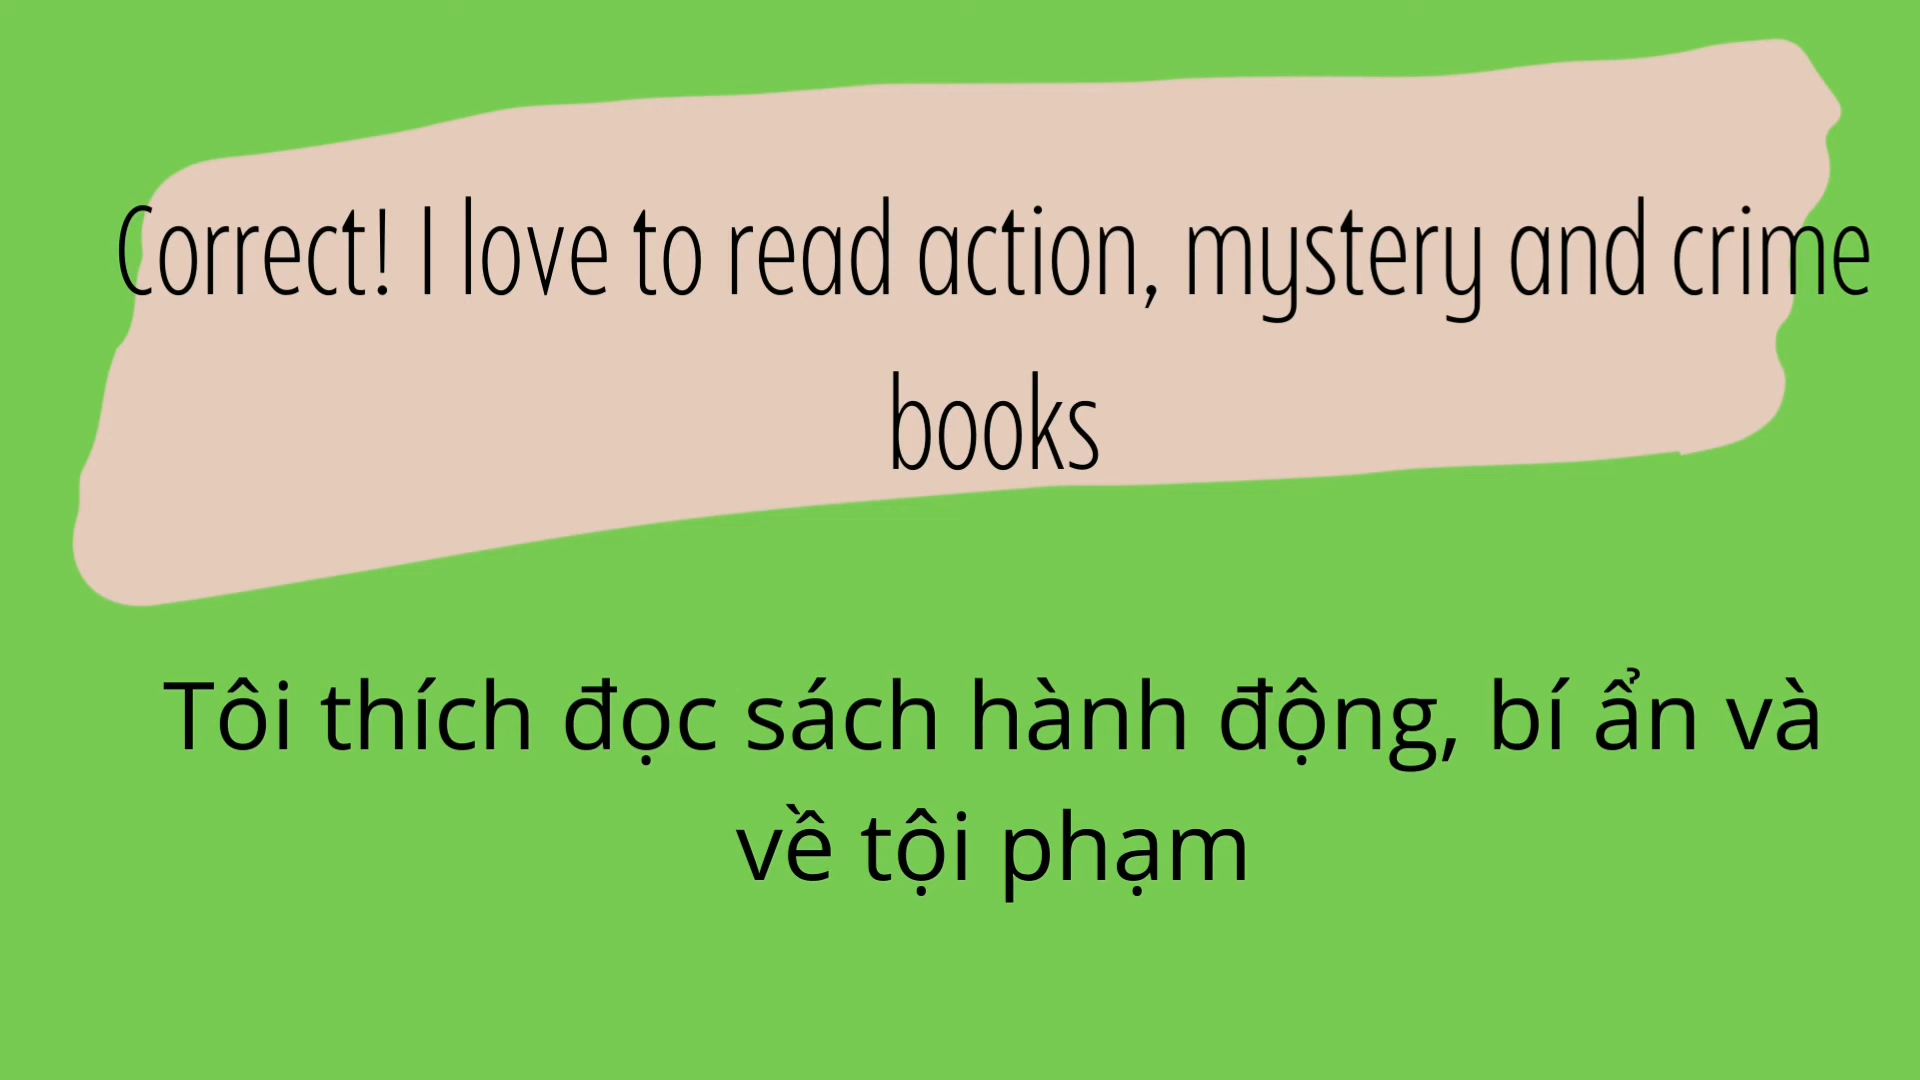 Correct! I love to read action, mystery and crime
books
Tôi thích đọc sách hành động, bí ẩn và
về tội phạm